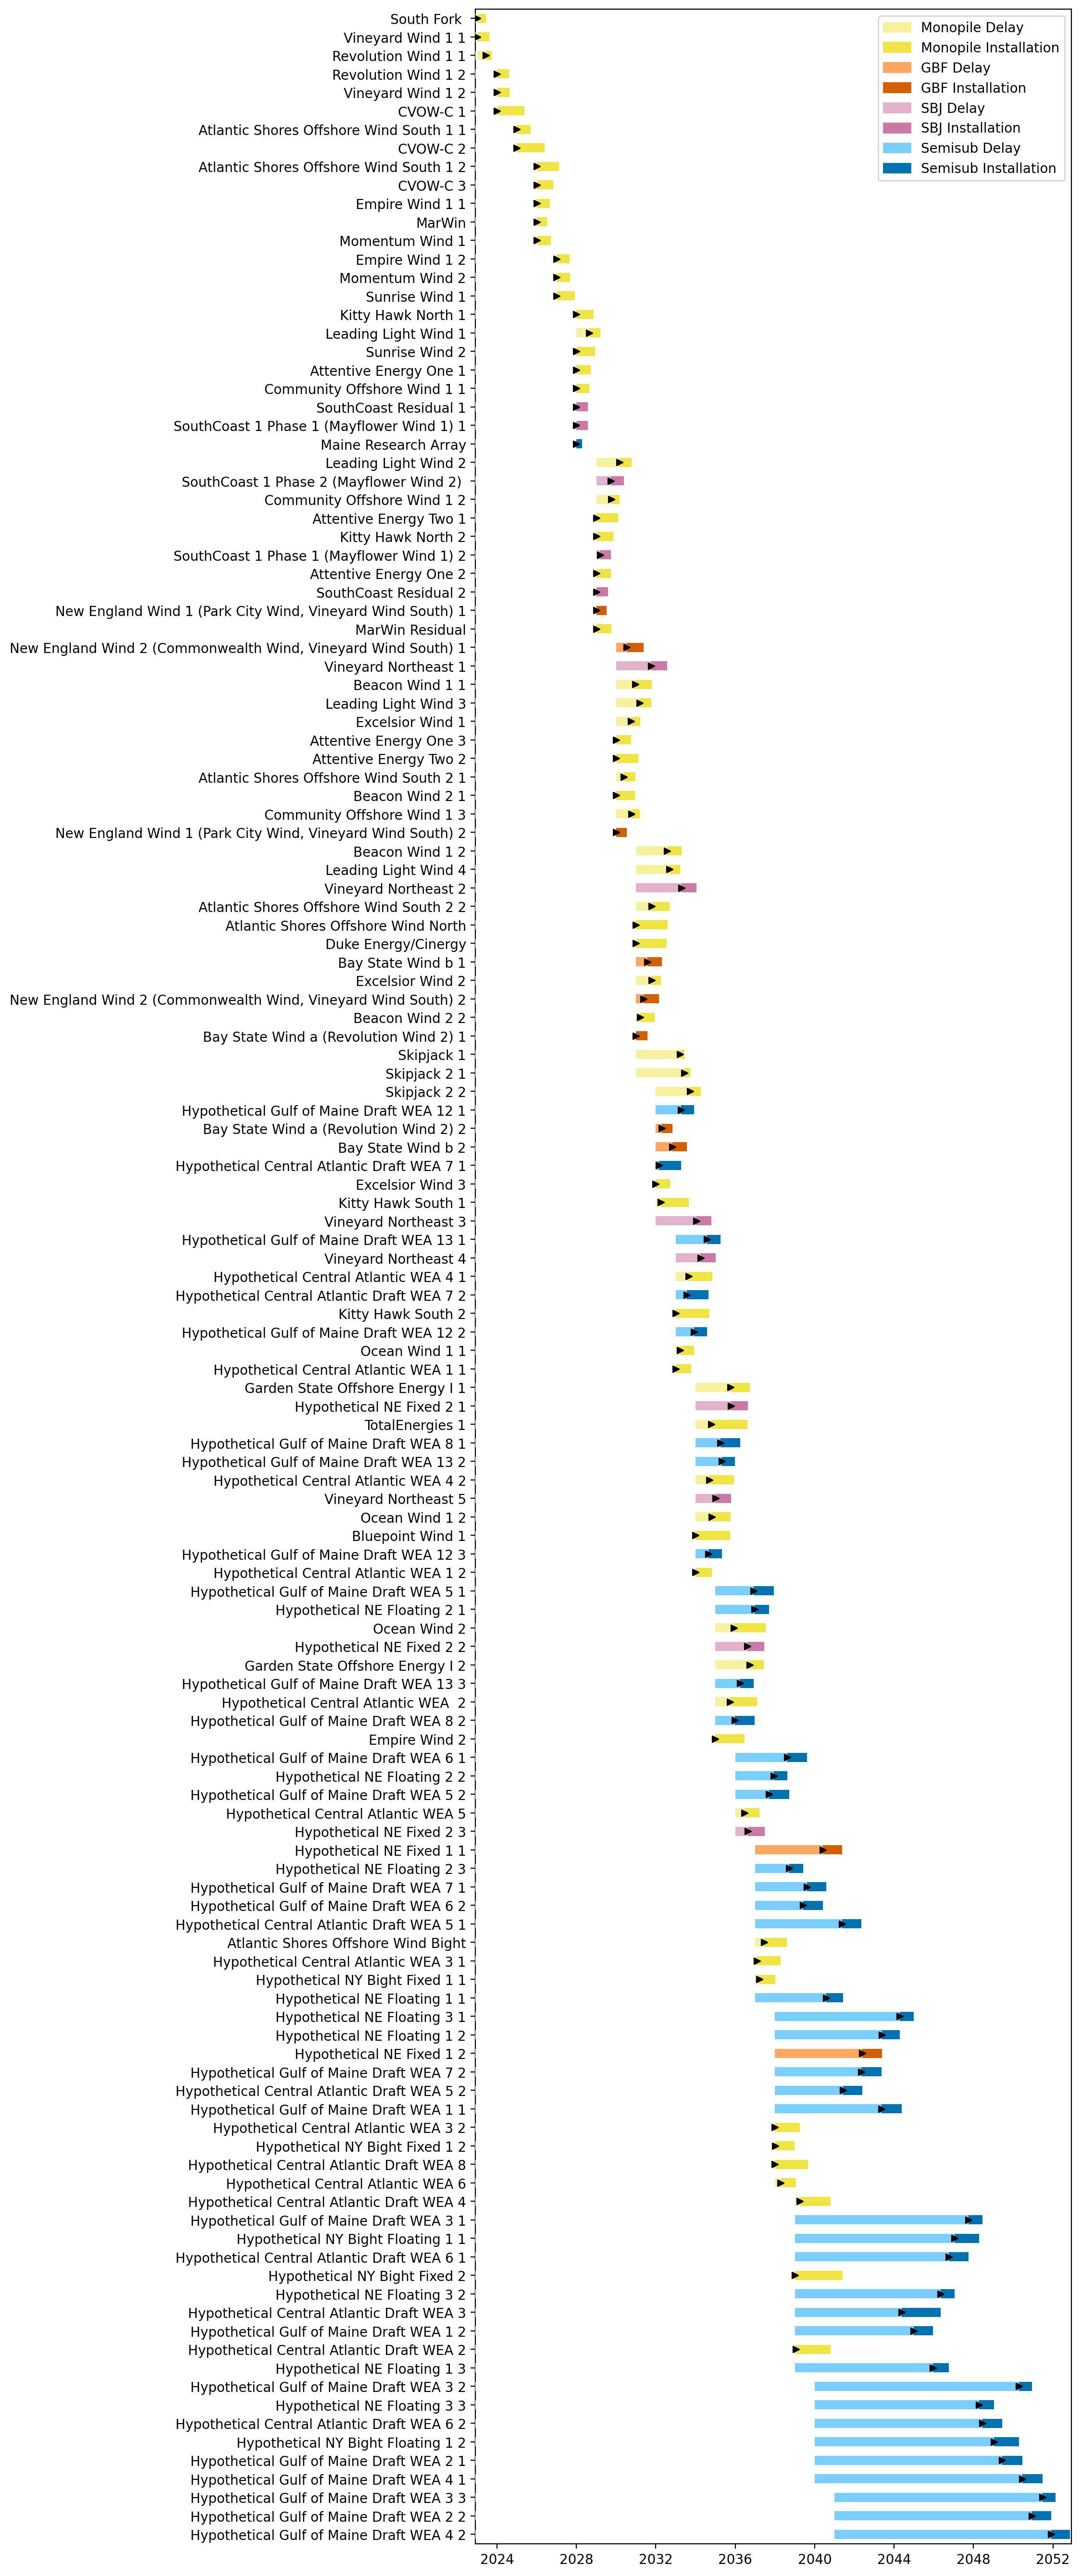 South Fork
Vineyard Wind 1 1
Revolution Wind 1 1
Revolution Wind 1 2
Vineyard Wind 1 2
CVOW-C 1
Atlantic Shores Offshore Wind South 1 1
CVOW-C 2
Atlantic Shores Offshore Wind South 1 2
CVOW-C 3
Empire Wind 1 1
MarWin
Momentum Wind 1
Empire Wind 1 2
Momentum Wind 2
Sunrise Wind 1
Kitty Hawk North 1
Leading Light Wind 1
Sunrise Wind 2
Attentive Energy One 1
Community Offshore Wind 1 1
SouthCoast Residual 1
SouthCoast 1 Phase 1 (Mayflower Wind 1) 1
Maine Research Array
Leading Light Wind 2
SouthCoast 1 Phase 2 (Mayflower Wind 2)
Community Offshore Wind 1 2
Attentive Energy Two 1
Kitty Hawk North 2
SouthCoast 1 Phase 1 (Mayflower Wind 1) 2
Attentive Energy One 2
SouthCoast Residual 2
New England Wind 1 (Park City Wind, Vineyard Wind South) 1
MarWin Residual
New England Wind 2 (Commonwealth Wind, Vineyard Wind South) 1
Vineyard Northeast 1
Beacon Wind 1 1
Leading Light Wind 3
Excelsior Wind 1
Attentive Energy One 3
Attentive Energy Two 2
Atlantic Shores Offshore Wind South 2 1
Beacon Wind 2 1
Community Offshore Wind 1 3
New England Wind 1 (Park City Wind, Vineyard Wind South) 2
Beacon Wind 1 2
Leading Light Wind 4
Vineyard Northeast 2
Atlantic Shores Offshore Wind South 2 2
Atlantic Shores Offshore Wind North
Duke Energy/Cinergy
Bay State Wind b 1
Excelsior Wind 2
New England Wind 2 (Commonwealth Wind, Vineyard Wind South) 2
Beacon Wind 2 2
Bay State Wind a (Revolution Wind 2) 1
Skipjack 1
Skipjack 2 1
Skipjack 2 2
Hypothetical Gulf of Maine Draft WEA 12 1
Bay State Wind a (Revolution Wind 2) 2
Bay State Wind b 2
Hypothetical Central Atlantic Draft WEA 7 1
Excelsior Wind 3
Kitty Hawk South 1
Vineyard Northeast 3
Hypothetical Gulf of Maine Draft WEA 13 1
Vineyard Northeast 4
Hypothetical Central Atlantic WEA 4 1
Hypothetical Central Atlantic Draft WEA 7 2
Kitty Hawk South 2
Hypothetical Gulf of Maine Draft WEA 12 2
Ocean Wind 1 1
Hypothetical Central Atlantic WEA 1 1
Garden State Offshore Energy I 1
Hypothetical NE Fixed 2 1
TotalEnergies 1
Hypothetical Gulf of Maine Draft WEA 8 1
Hypothetical Gulf of Maine Draft WEA 13 2
Hypothetical Central Atlantic WEA 4 2
Vineyard Northeast 5
Ocean Wind 1 2
Bluepoint Wind 1
Hypothetical Gulf of Maine Draft WEA 12 3
Hypothetical Central Atlantic WEA 1 2
Hypothetical Gulf of Maine Draft WEA 5 1
Hypothetical NE Floating 2 1
Ocean Wind 2
Hypothetical NE Fixed 2 2
Garden State Offshore Energy I 2
Hypothetical Gulf of Maine Draft WEA 13 3
Hypothetical Central Atlantic WEA  2
Hypothetical Gulf of Maine Draft WEA 8 2
Empire Wind 2
Hypothetical Gulf of Maine Draft WEA 6 1
Hypothetical NE Floating 2 2
Hypothetical Gulf of Maine Draft WEA 5 2
Hypothetical Central Atlantic WEA 5
Hypothetical NE Fixed 2 3
Hypothetical NE Fixed 1 1
Hypothetical NE Floating 2 3
Hypothetical Gulf of Maine Draft WEA 7 1
Hypothetical Gulf of Maine Draft WEA 6 2
Hypothetical Central Atlantic Draft WEA 5 1
Atlantic Shores Offshore Wind Bight
Hypothetical Central Atlantic WEA 3 1
Hypothetical NY Bight Fixed 1 1
Hypothetical NE Floating 1 1
Hypothetical NE Floating 3 1
Hypothetical NE Floating 1 2
Hypothetical NE Fixed 1 2
Hypothetical Gulf of Maine Draft WEA 7 2
Hypothetical Central Atlantic Draft WEA 5 2
Hypothetical Gulf of Maine Draft WEA 1 1
Hypothetical Central Atlantic WEA 3 2
Hypothetical NY Bight Fixed 1 2
Hypothetical Central Atlantic Draft WEA 8
Hypothetical Central Atlantic WEA 6
Hypothetical Central Atlantic Draft WEA 4
Hypothetical Gulf of Maine Draft WEA 3 1
Hypothetical NY Bight Floating 1 1
Hypothetical Central Atlantic Draft WEA 6 1
Hypothetical NY Bight Fixed 2
Hypothetical NE Floating 3 2
Hypothetical Central Atlantic Draft WEA 3
Hypothetical Gulf of Maine Draft WEA 1 2
Hypothetical Central Atlantic Draft WEA 2
Hypothetical NE Floating 1 3
Hypothetical Gulf of Maine Draft WEA 3 2
Hypothetical NE Floating 3 3
Hypothetical Central Atlantic Draft WEA 6 2
Hypothetical NY Bight Floating 1 2
Hypothetical Gulf of Maine Draft WEA 2 1
Hypothetical Gulf of Maine Draft WEA 4 1
Hypothetical Gulf of Maine Draft WEA 3 3
Hypothetical Gulf of Maine Draft WEA 2 2
Hypothetical Gulf of Maine Draft WEA 4 2
Monopile Delay
Monopile Installation
GBF Delay
GBF Installation
SBJ Delay
SBJ Installation
Semisub Delay
Semisub Installation
2024 2028 2032 2036 2040 2044 2048 2052